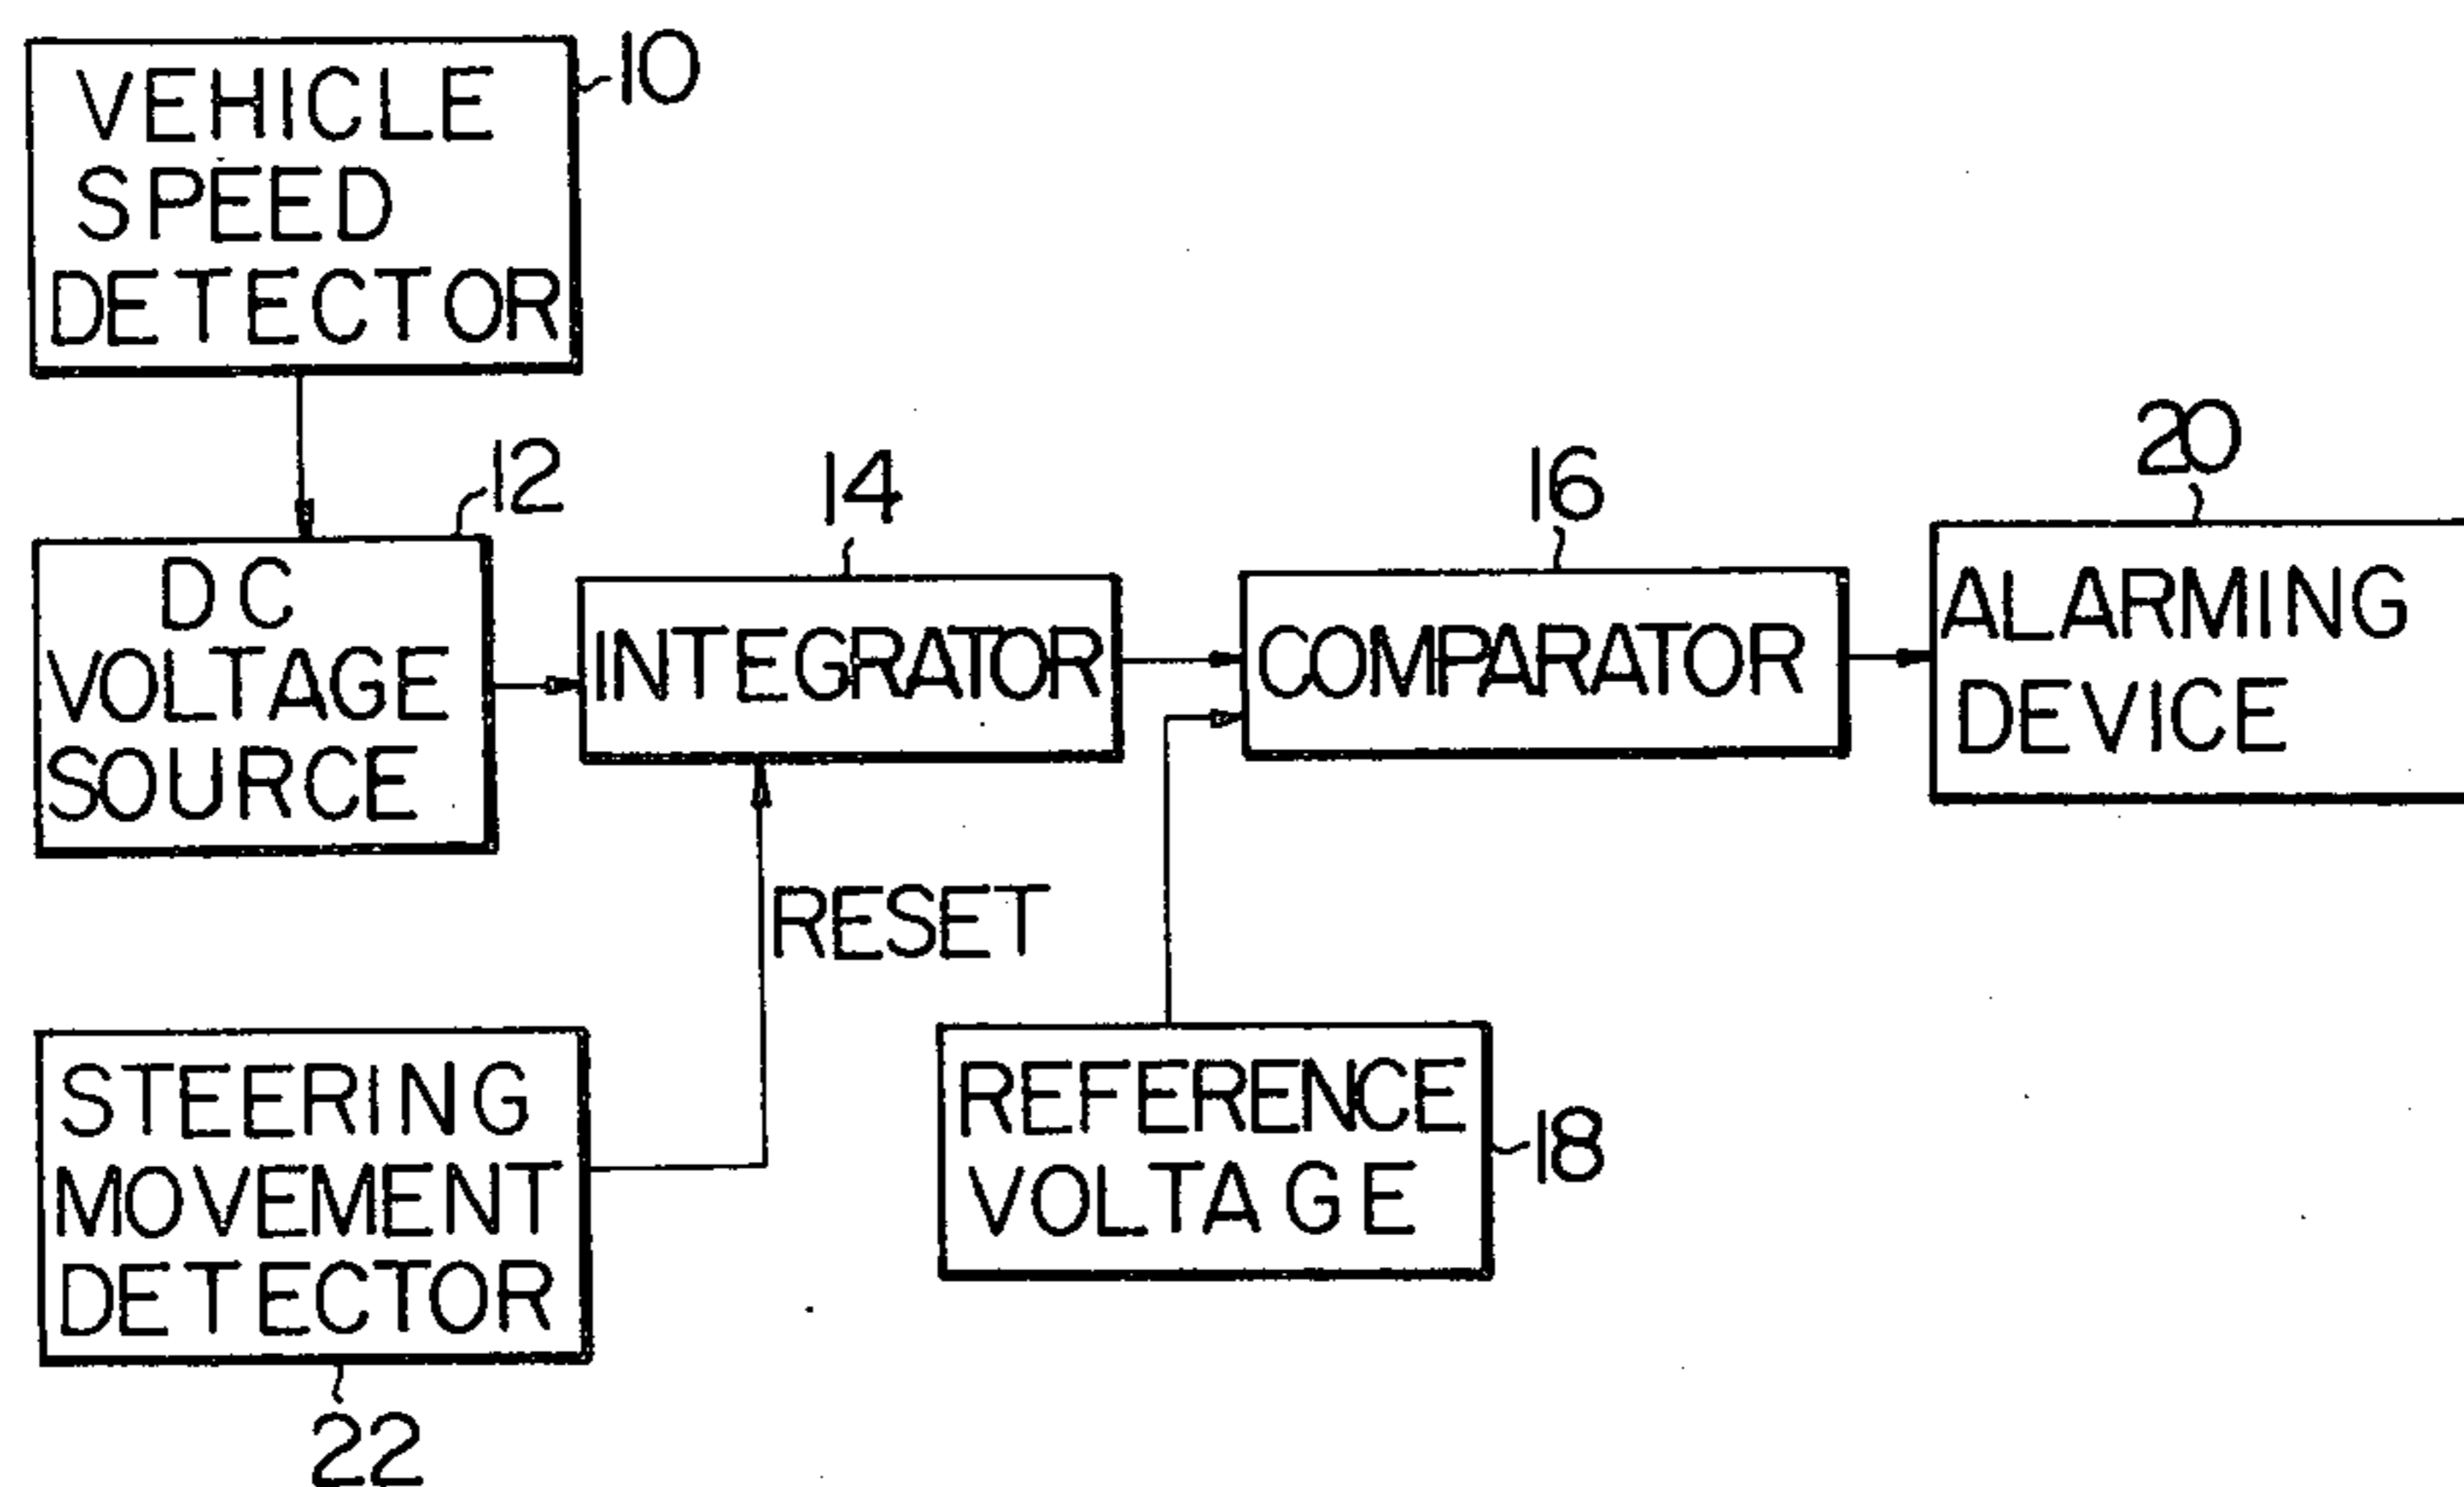 VEHICLE
SPEED
DETECTOR
10
12
DC
VOLTAGE
SOURCE
14
INTEGRATOR
16
COMPARATOR
20
ALARMING
DEVICE
RESET
STEERING
MOVEMENT
DETECTOR
22
REFERENCE
VOLTAGE
18